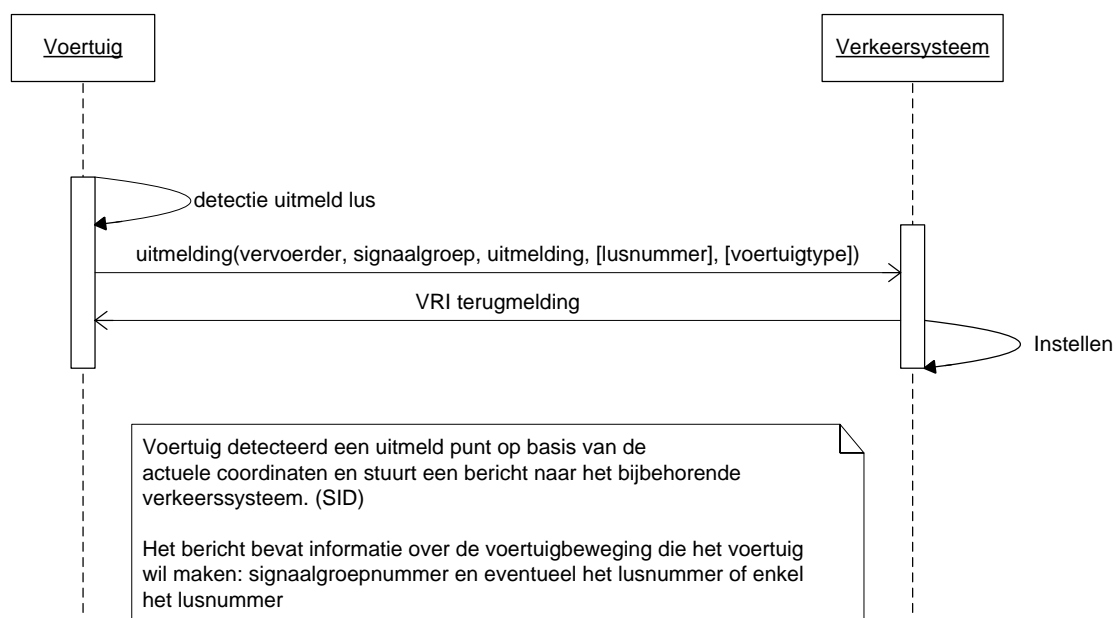 Voertuig
Verkeersysteem
detectie uitmeld lus
uitmelding(vervoerder, signaalgroep, uitmelding, [lusnummer], [voertuigtype])
VRI terugmelding
Instellen
Voertuig detecteerd een uitmeld punt op basis van de
actuele coordinaten en stuurt een bericht naar het bijbehorende
verkeerssysteem. (SID)
Het bericht bevat informatie over de voertuigbeweging die het voertuig
wil maken: signaalgroepnummer en eventueel het lusnummer of enkel
het lusnummer